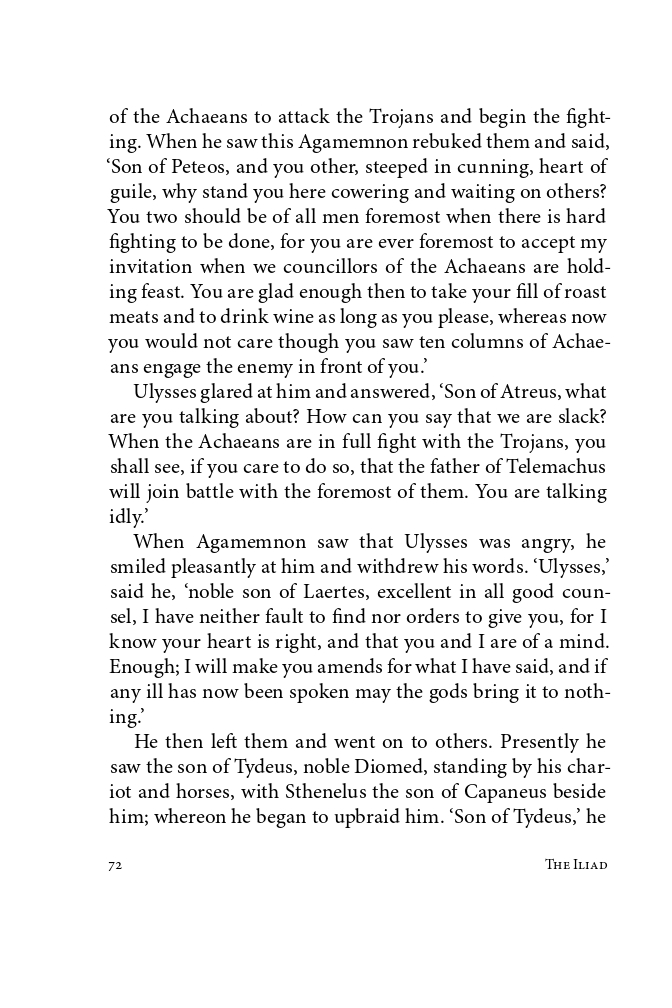 of the Achaeans to attack the Trojans and begin the fight-
ing. When he saw this Agamemnon rebuked them and said,
‘Son of Peteos, and you other, steeped in cunning, heart of
guile, why stand you here cowering and waiting on others?
You two should be of all men foremost when there is hard
fighting to be done, for you are ever foremost to accept my
invitation when we councillors of the Achaeans are hold-
ing feast. You are glad enough then to take your fill of roast
meats and to drink wine as long as you please, whereas now
you would not care though you saw ten columns of Achae-
ans engage the enemy in front of you.’
Ulysses glared at him and answered, ‘Son of Atreus, what
are you talking about? How can you say that we are slack?
When the Achaeans are in full fight with the Trojans, you
shall see, if you care to do so, that the father of Telemachus
will join battle with the foremost of them. You are talking
idly.’
When Agamemnon saw that Ulysses was angry, he
smiled pleasantly at him and withdrew his words. ‘Ulysses,’
said he, ‘noble son of Laertes, excellent in all good coun-
sel, I have neither fault to find nor orders to give you, for I
know your heart is right, and that you and I are of a mind.
Enough; I will make you amends for what I have said, and if
any ill has now been spoken may the gods bring it to noth-
ing.’
He then left them and went on to others. Presently he
saw the son of Tydeus, noble Diomed, standing by his char-
iot and horses, with Sthenelus the son of Capaneus beside
him; whereon he began to upbraid him. ‘Son of Tydeus,’ he
72 The Iliad